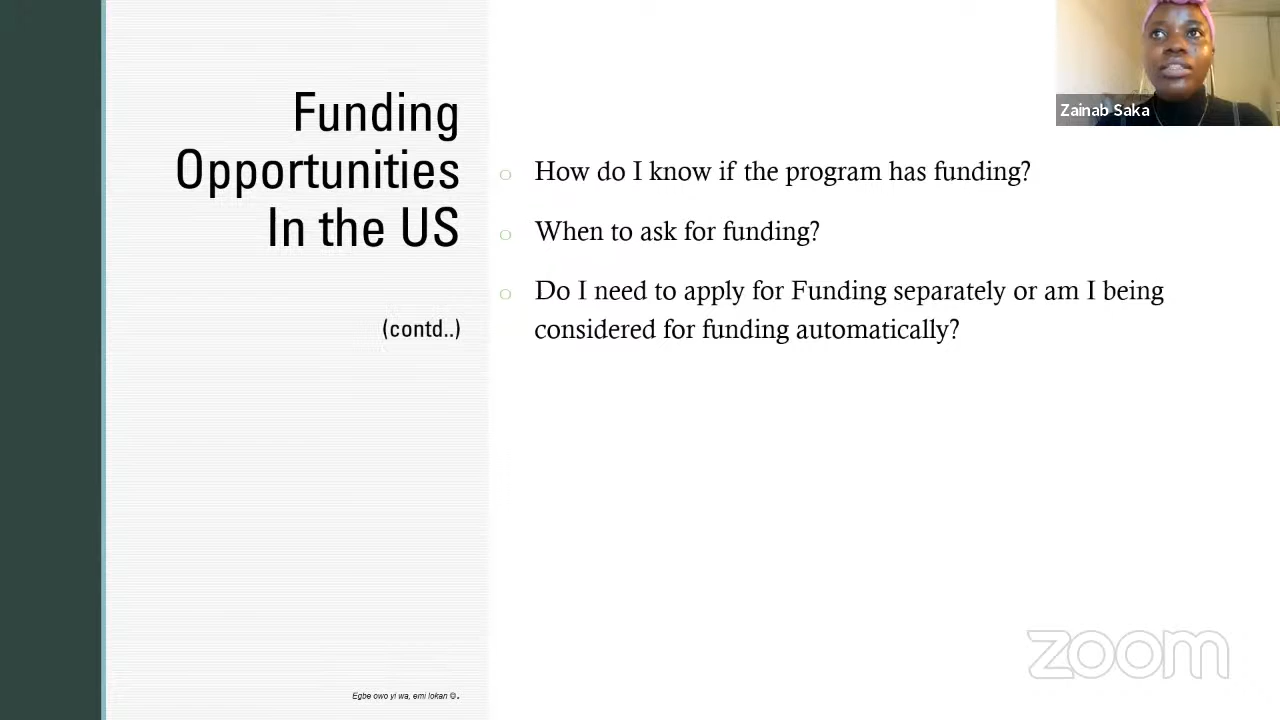 Funding
Opportunities
In the US
(contd..)
How do I know if the program has funding?
When to ask for funding?
Do I need to apply for Funding separately or am I being
considered for funding automatically?
Zainab Saka
Egbe owo yi wa, emi lokan ©.
zoom